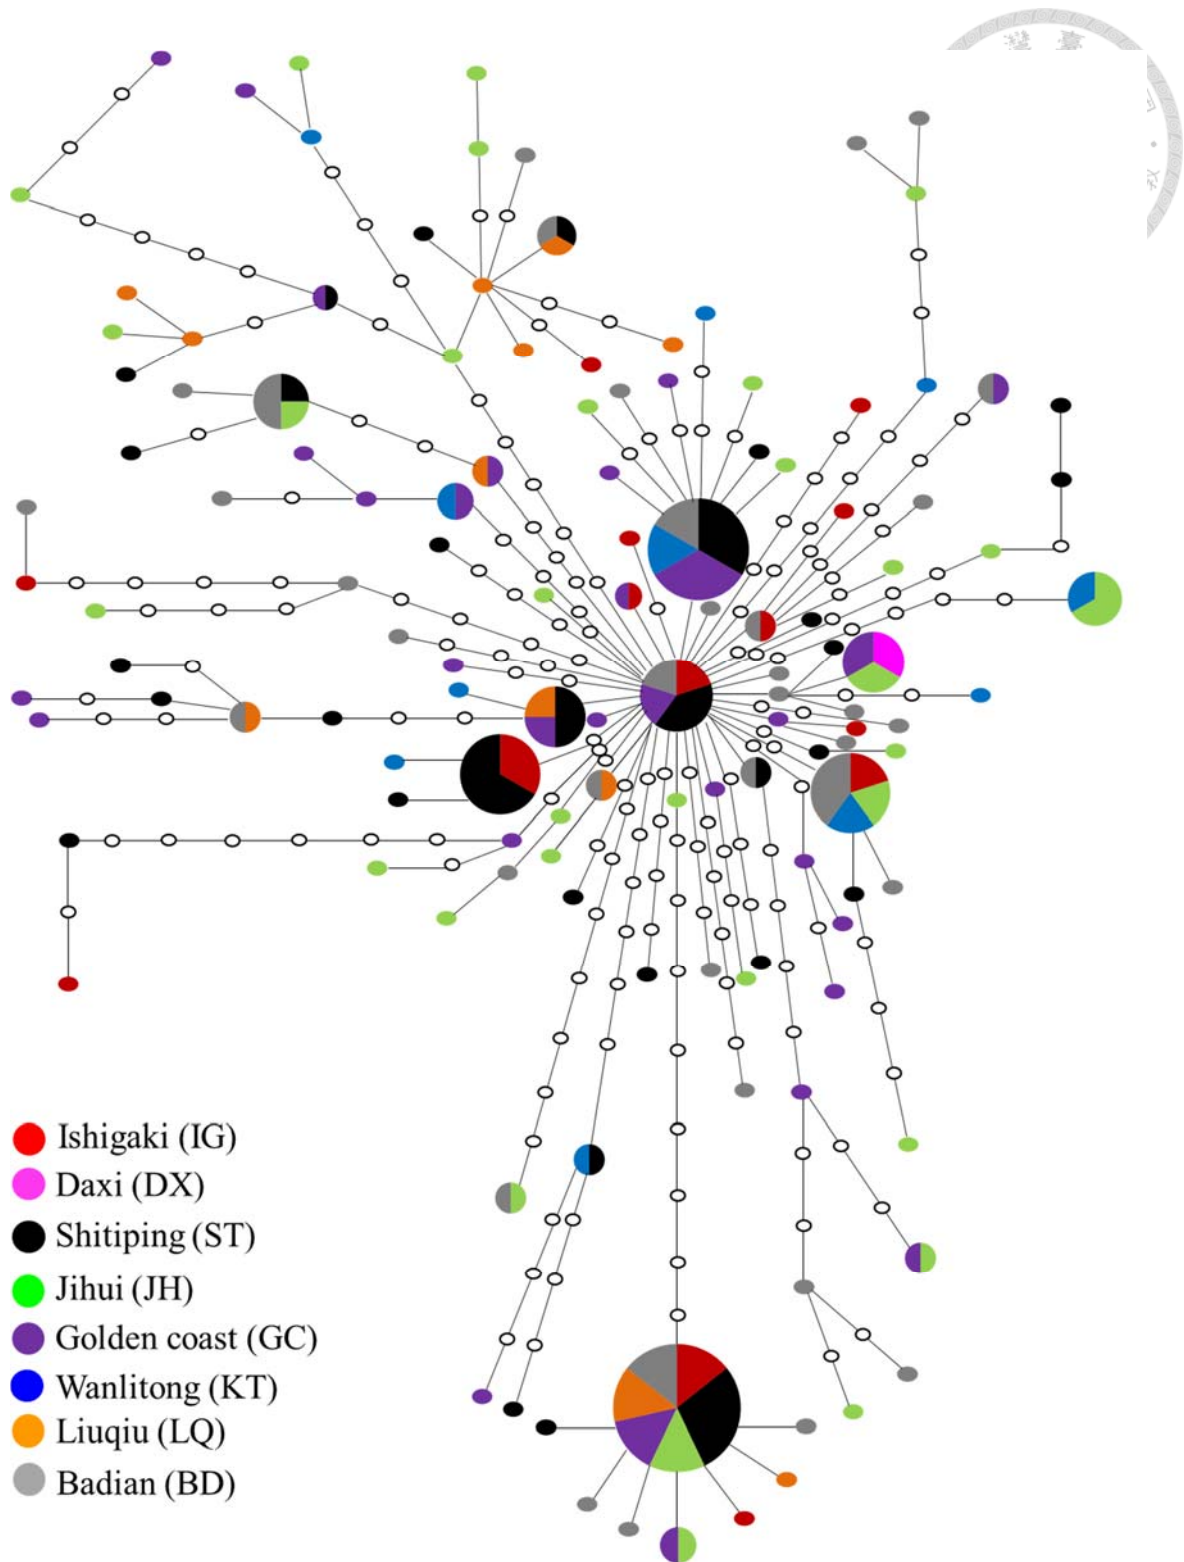 Ishigaki (IG)
Daxi (DX)
Shitiping (ST)
Jihui (JH)
Golden coast (GC)
Wanlitong (KT)
Liuqiu (LQ)
Badian (BD)